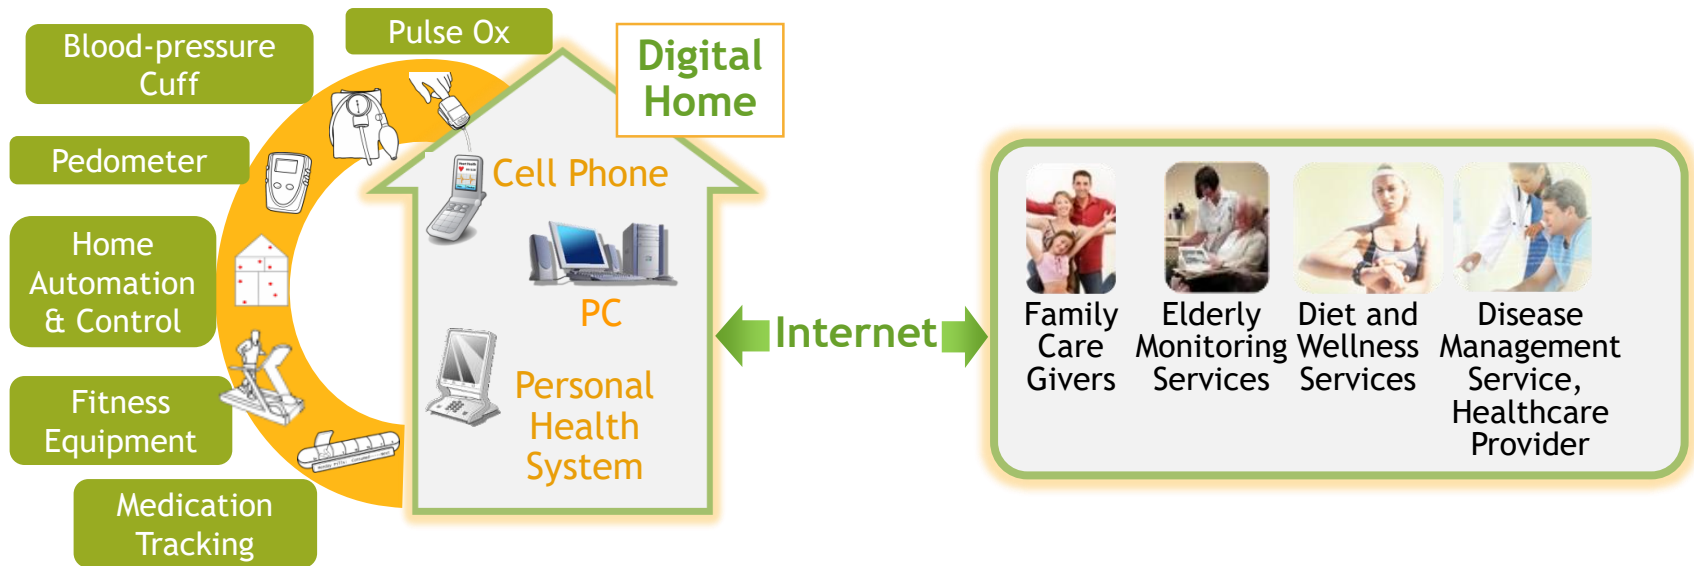 Pulse Ox
Blood-pressure
Cuff
Pedometer
Home
Automation
& Control
Fitness
Equipment
Medication
Tracking
Digital
Home
Cell Phone
PC
Personal
Health
System
Internet
Family
Care
Givers
Elderly
Monitoring
Services
Diet and
Wellness
Services
Disease
Management
Service,
Healthcare
Provider